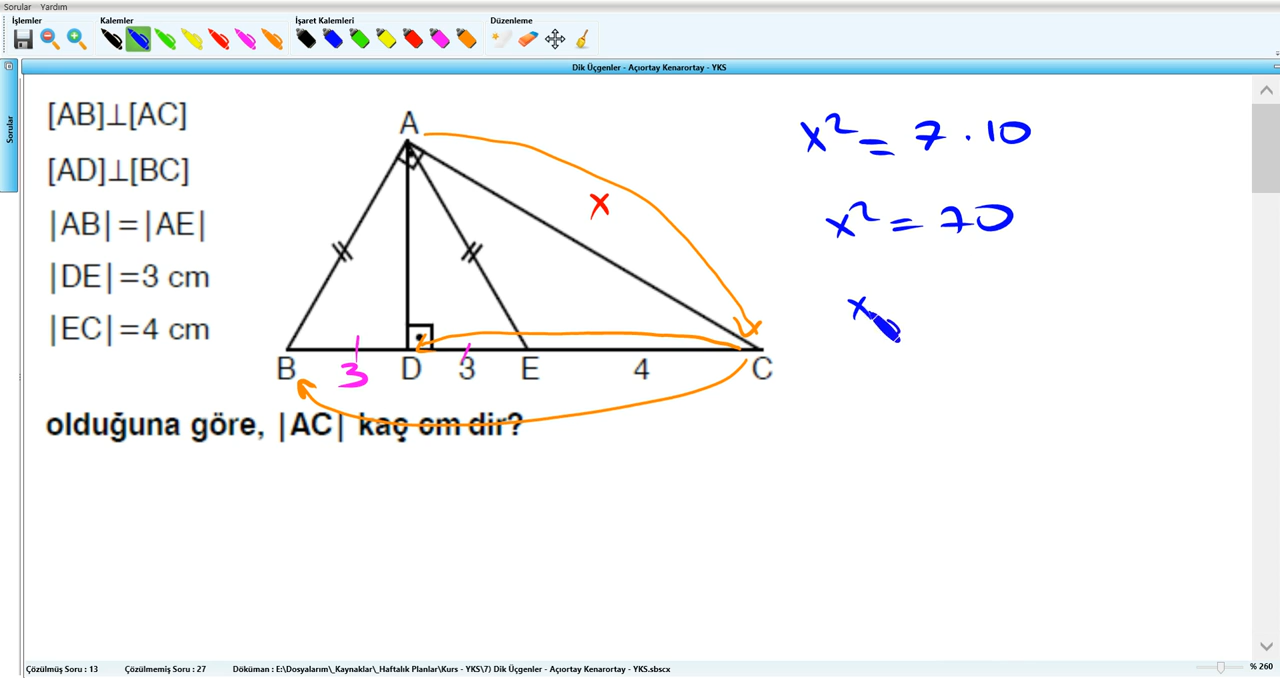 Sorular Yardım
İşlemler Kalemler İşaret Kalemleri Düzenleme
Dik Üçgenler - Açıortay Kenarortay - YKS
Sorular
[AB]⊥[AC]
[AD]⊥[BC]
|AB|=|AE|
|DE|=3 cm
|EC|=4 cm
A
x
B D 3 E 4 C
3
olduğuna göre, |AC| kaç cm dir?
x² = 7 . 10
x² = 70
x
Çözülmüş Soru : 13 Çözülmemiş Soru : 27 Döküman : E:\Dosyalarım\_Kaynaklar\_Haftalık Planlar\Kurs - YKS\7) Dik Üçgenler - Açıortay Kenarortay - YKS.sbscx % 260